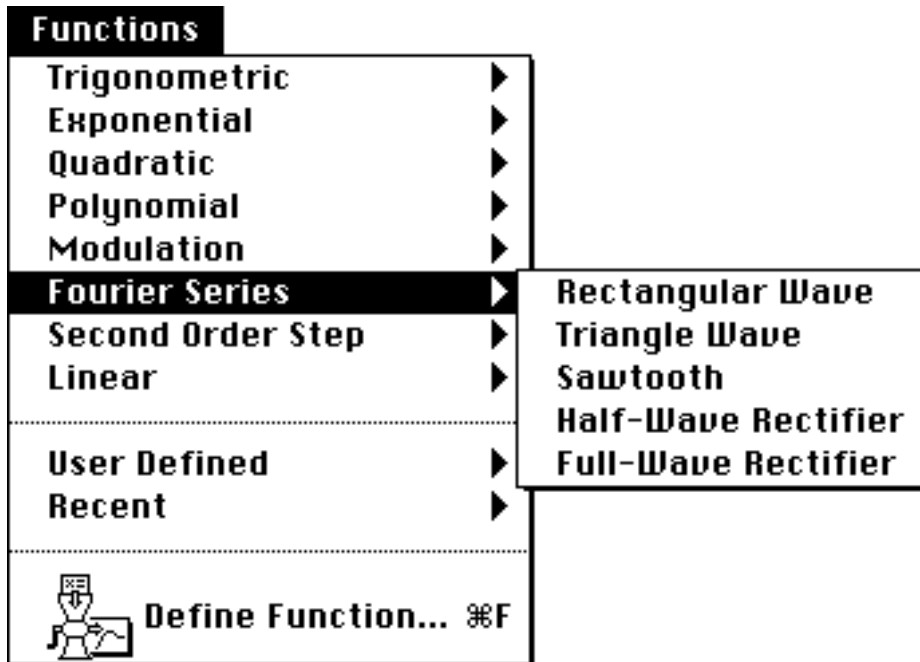 Functions
Trigonometric
Exponential
Quadratic
Polynomial
Modulation
Fourier Series
Second Order Step
Linear
User Defined
Recent
Define Function... ⌘F
Rectangular Wave
Triangle Wave
Sawtooth
Half-Wave Rectifier
Full-Wave Rectifier